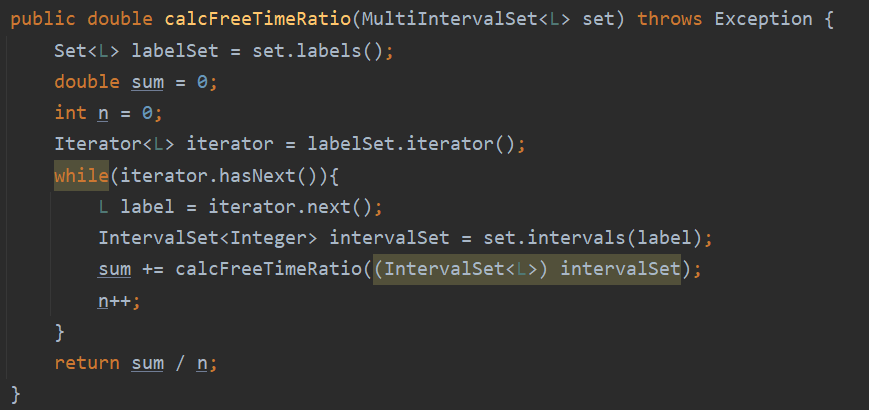 public double calcFreeTimeRatio(MultiIntervalSet<L> set) throws Exception {
    Set<L> labelSet = set.labels();
    double sum = 0;
    int n = 0;
    Iterator<L> iterator = labelSet.iterator();
    while(iterator.hasNext()){
        L label = iterator.next();
        IntervalSet<Integer> intervalSet = set.intervals(label);
        sum += calcFreeTimeRatio((IntervalSet<L>) intervalSet);
        n++;
    }
    return sum / n;
}